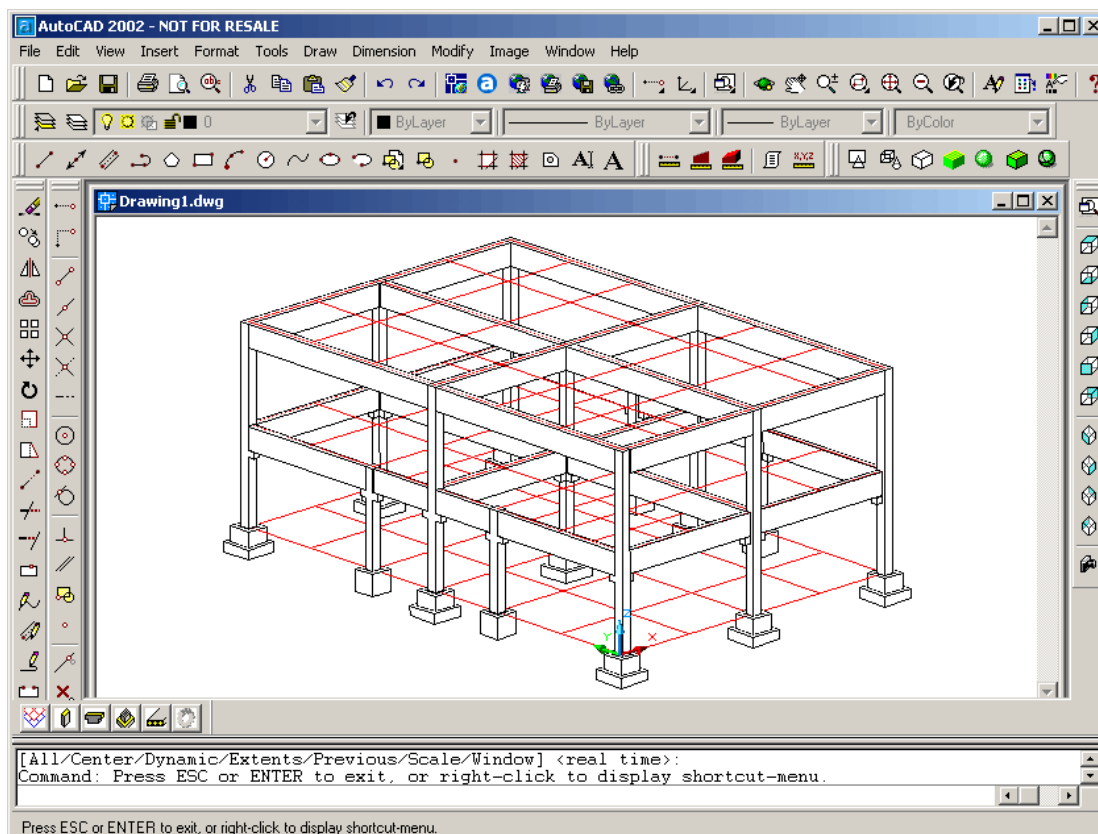 AutoCAD 2002 - NOT FOR RESALE
File Edit View Insert Format Tools Draw Dimension Modify Image Window Help
0 ByLayer ByLayer ByLayer ByColor
A A X,Y,Z
Drawing1.dwg
Z
Y X
[All/Center/Dynamic/Extents/Previous/Scale/Window] <real time>:
Command: Press ESC or ENTER to exit, or right-click to display shortcut-menu.
Press ESC or ENTER to exit, or right-click to display shortcut-menu.